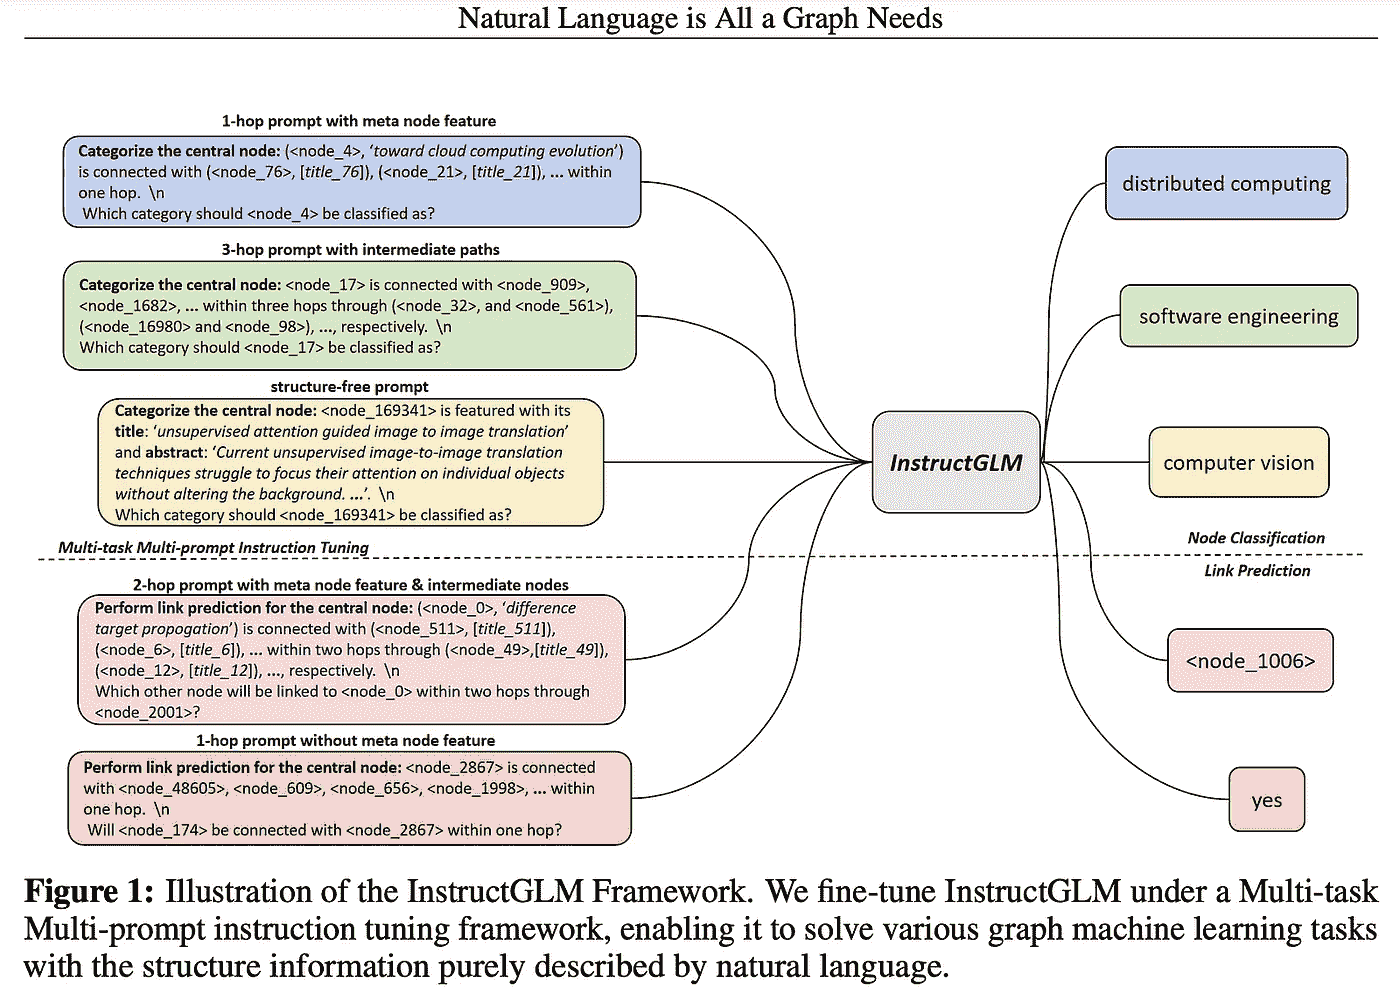 Natural Language is All a Graph Needs
1-hop prompt with meta node feature
Categorize the central node: (<node_4>, ‘toward cloud computing evolution’)
is connected with (<node_76>, [title_76]), (<node_21>, [title_21]), ... within
one hop. \n
Which category should <node_4> be classified as?
3-hop prompt with intermediate paths
Categorize the central node: <node_17> is connected with <node_909>,
<node_1682>, ... within three hops through (<node_32>, and <node_561>),
(<node_16980> and <node_98>), ..., respectively. \n
Which category should <node_17> be classified as?
structure-free prompt
Categorize the central node: <node_169341> is featured with its
title: ‘unsupervised attention guided image to image translation’
and abstract: ‘Current unsupervised image-to-image translation
techniques struggle to focus their attention on individual objects
without altering the background. ...’. \n
Which category should <node_169341> be classified as?
Multi-task Multi-prompt Instruction Tuning
2-hop prompt with meta node feature & intermediate nodes
Perform link prediction for the central node: (<node_0>, ‘difference
target propogation’) is connected with (<node_511>, [title_511]),
(<node_6>, [title_6]), ... within two hops through (<node_49>,[title_49]),
(<node_12>, [title_12]), ..., respectively. \n
Which other node will be linked to <node_0> within two hops through
<node_2001>?
1-hop prompt without meta node feature
Perform link prediction for the central node: <node_2867> is connected
with <node_48605>, <node_609>, <node_656>, <node_1998>, ... within
one hop. \n
Will <node_174> be connected with <node_2867> within one hop?
InstructGLM
distributed computing
software engineering
computer vision
Node Classification
Link Prediction
<node_1006>
yes
Figure 1: Illustration of the InstructGLM Framework. We fine-tune InstructGLM under a Multi-task
Multi-prompt instruction tuning framework, enabling it to solve various graph machine learning tasks
with the structure information purely described by natural language.